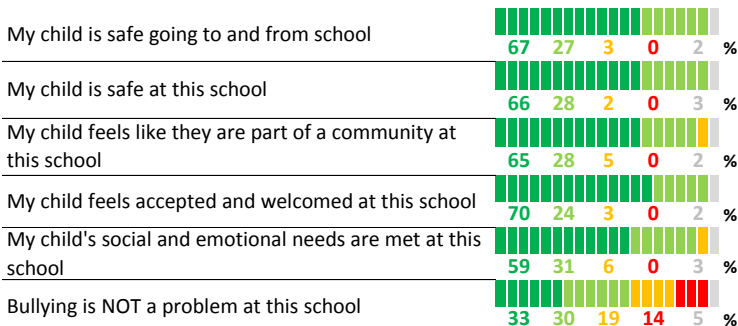 My child is safe going to and from school
67 27 3 0 2 %
My child is safe at this school
66 28 2 0 3 %
My child feels like they are part of a community at
this school
65 28 5 0 2 %
My child feels accepted and welcomed at this school
70 24 3 0 2 %
My child's social and emotional needs are met at this
school
59 31 6 0 3 %
Bullying is NOT a problem at this school
33 30 19 14 5 %